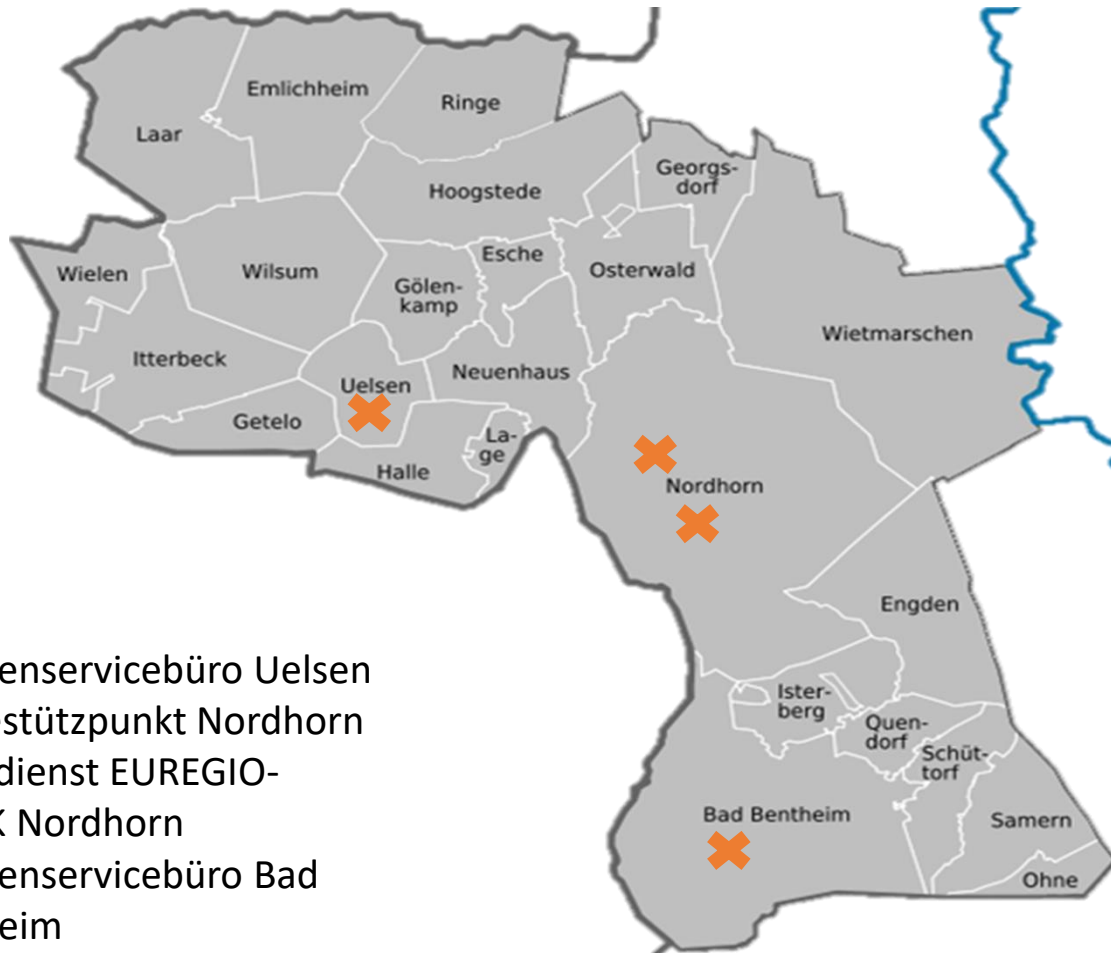 Emlichheim
Ringe
Laar
Georgs-
dorf
Hoogstede
Esche
Wielen
Wilsum
Osterwald
Gölen-
kamp
Wietmarschen
Itterbeck
Neuenhaus
Uelsen
Getelo
La-
ge
Halle
Nordhorn
Engden
Ister-
berg
Quen-
dorf
Schüt-
torf
Bad Bentheim
Samern
Ohne
enservicebüro Uelsen
estützpunkt Nordhorn
dienst EUREGIO-
K Nordhorn
enservicebüro Bad
eim